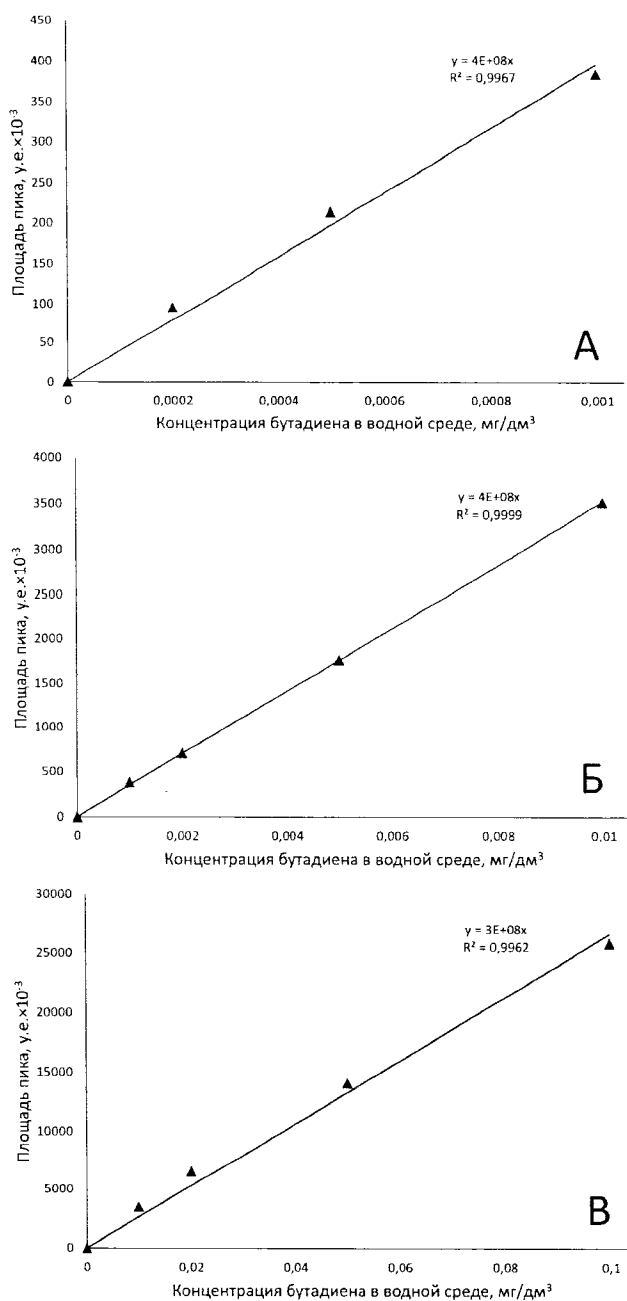 450
400
350
300
250
200
150
100
50
0
Площадь пика, у.е.×10⁻³
y = 4E+08x
R² = 0,9967
А
0 0,0002 0,0004 0,0006 0,0008 0,001
Концентрация бутадиена в водной среде, мг/дм³
4000
3500
3000
2500
2000
1500
1000
500
0
Площадь пика, у.е.×10⁻³
y = 4E+08x
R² = 0,9999
Б
0 0,002 0,004 0,006 0,008 0,01
Концентрация бутадиена в водной среде, мг/дм³
30000
25000
20000
15000
10000
5000
0
Площадь пика, у.е.×10⁻³
y = 3E+08x
R² = 0,9962
В
0 0,02 0,04 0,06 0,08 0,1
Концентрация бутадиена в водной среде, мг/дм³